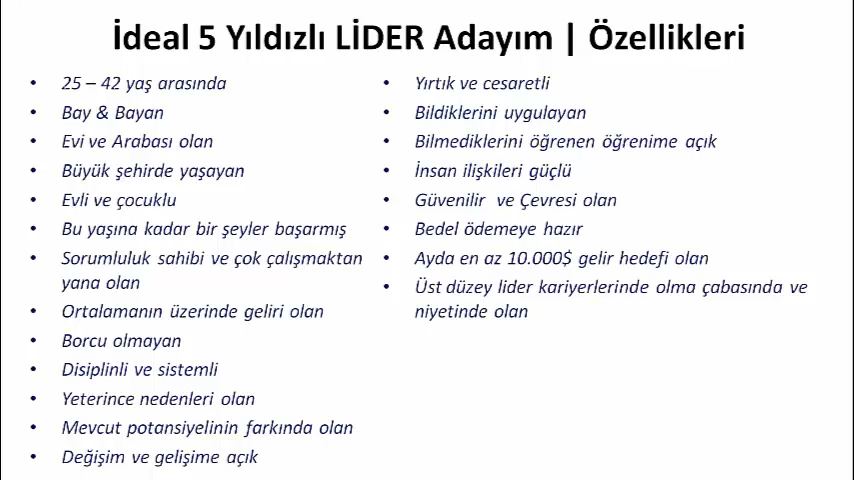 İdeal 5 Yıldızlı LİDER Adayım | Özellikleri
• 25 – 42 yaş arasında
• Bay & Bayan
• Evi ve Arabası olan
• Büyük şehirde yaşayan
• Evli ve çocuklu
• Bu yaşına kadar bir şeyler başarmış
• Sorumluluk sahibi ve çok çalışmaktan
yana olan
• Ortalamanın üzerinde geliri olan
• Borcu olmayan
• Disiplinli ve sistemli
• Yeterince nedenleri olan
• Mevcut potansiyelinin farkında olan
• Değişim ve gelişime açık
• Yırtık ve cesaretli
• Bildiklerini uygulayan
• Bilmediklerini öğrenen öğrenime açık
• İnsan ilişkileri güçlü
• Güvenilir ve Çevresi olan
• Bedel ödemeye hazır
• Ayda en az 10.000$ gelir hedefi olan
• Üst düzey lider kariyerlerinde olma çabasında ve
niyetinde olan